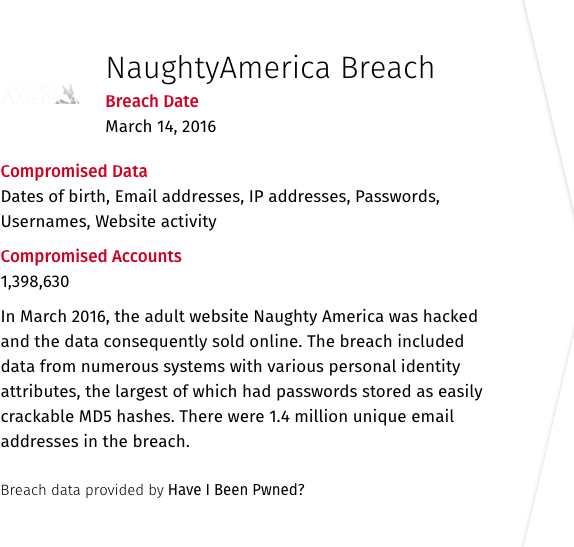 NaughtyAmerica Breach
Breach Date
March 14, 2016
Compromised Data
Dates of birth, Email addresses, IP addresses, Passwords,
Usernames, Website activity
Compromised Accounts
1,398,630
In March 2016, the adult website Naughty America was hacked
and the data consequently sold online. The breach included
data from numerous systems with various personal identity
attributes, the largest of which had passwords stored as easily
crackable MD5 hashes. There were 1.4 million unique email
addresses in the breach.
Breach data provided by Have I Been Pwned?